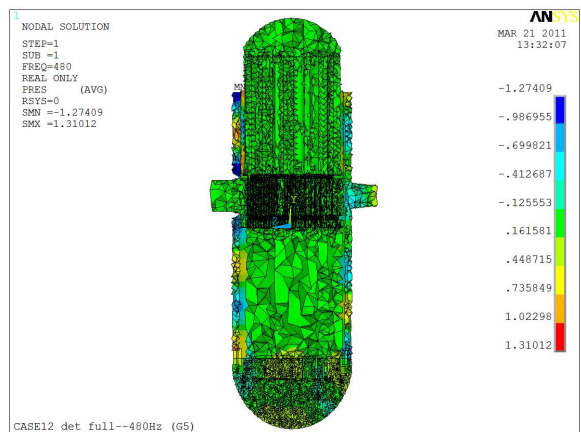 1
NODAL SOLUTION
STEP=1
SUB =1
FREQ=480
REAL ONLY
PRES (AVG)
RSYS=0
SMN =-1.27409
SMX =1.31012
ANSYS
MAR 21 2011
13:32:07
MN
Y
-1.27409
-.986955
-.699821
-.412687
-.125553
.161581
.448715
.735849
1.02298
1.31012
CASE12 det full--480Hz (G5)